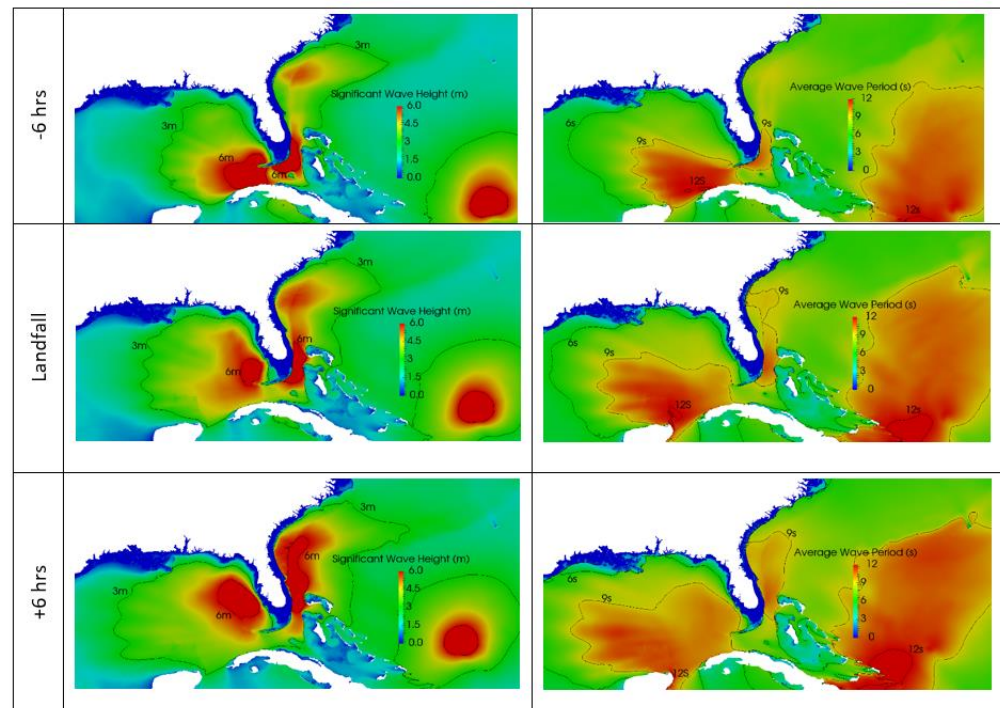 -6 hrs
3m
3m
6m
6m
Significant Wave Height (m)
6.0
4.5
3
1.5
0.0
6s
9s
9s
12S
12s
Average Wave Period (s)
12
9
6
3
0
Landfall
3m
3m
6m
6m
Significant Wave Height (m)
6.0
4.5
3
1.5
0.0
6s
9s
9s
12S
12s
Average Wave Period (s)
12
9
6
3
0
+6 hrs
3m
3m
6m
6m
Significant Wave Height (m)
6.0
4.5
3
1.5
0.0
6s
9s
9s
12S
12s
Average Wave Period (s)
12
9
6
3
0